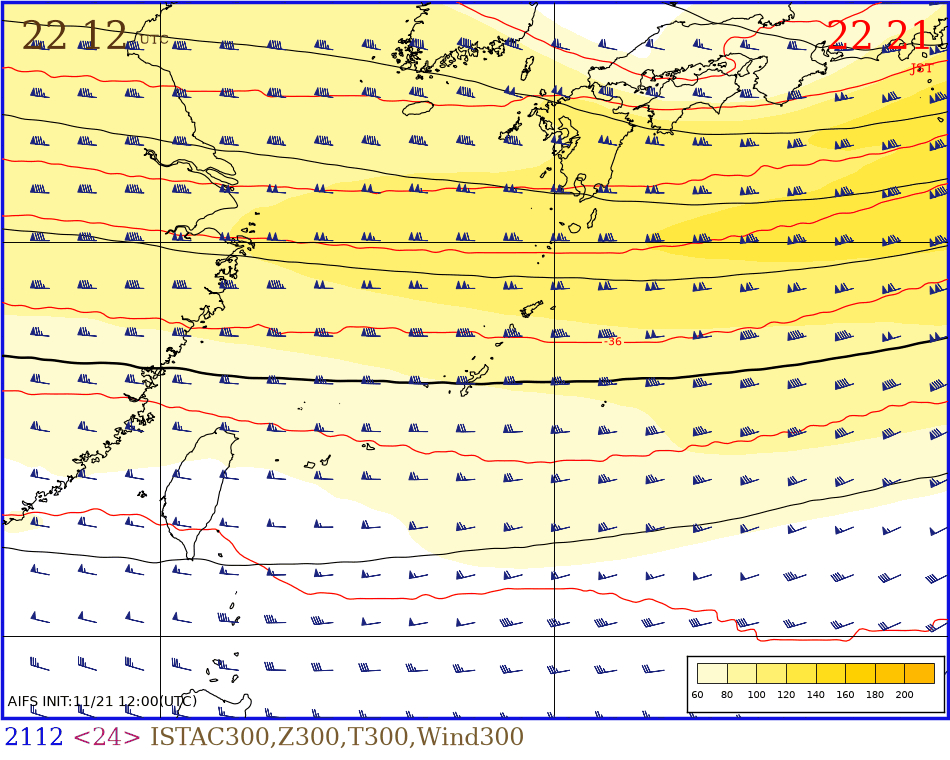 22 12 UTC
22 21
JST
-36
60 80 100 120 140 160 180 200
AIFS INIT:11/21 12:00(UTC)
2112 <24> ISTAC300,Z300,T300,Wind300